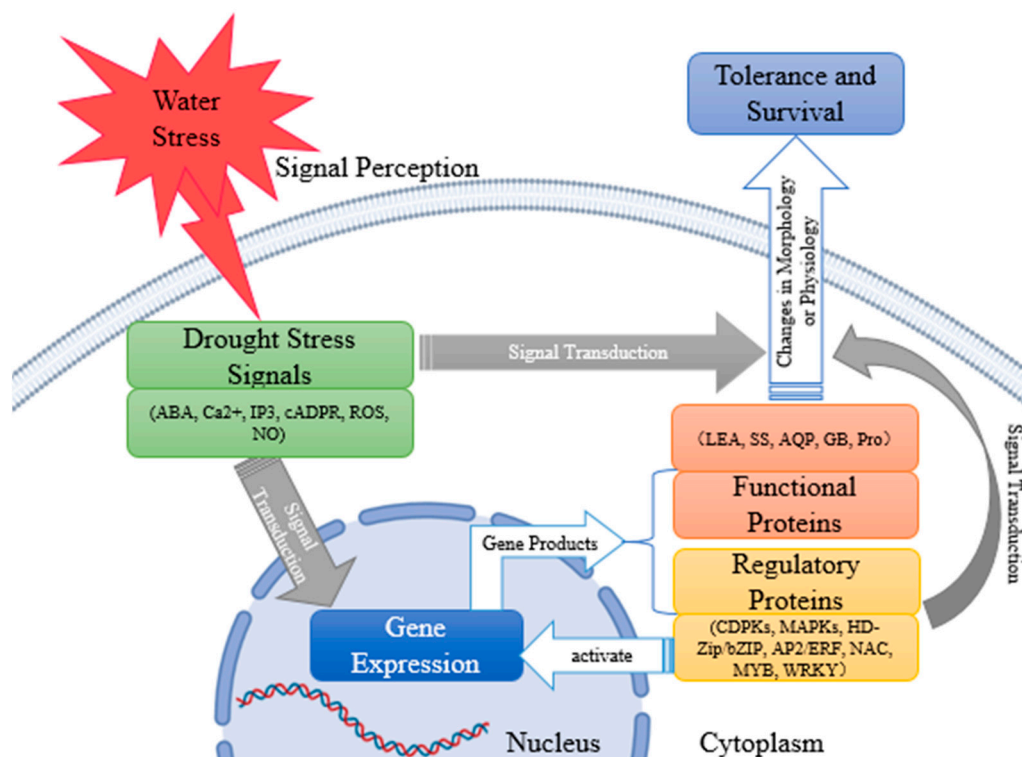 Water
Stress
Signal Perception
Tolerance and
Survival
Changes in Morphology
or Physiology
Drought Stress
Signals
(ABA, Ca2+, IP3, cADPR, ROS,
NO)
Signal Transduction
Signal
Transduction
(LEA, SS, AQP, GB, Pro)
Functional
Proteins
Signal Transduction
Gene Products
Regulatory
Proteins
(CDPKs, MAPKs, HD-
Zip/bZIP, AP2/ERF, NAC,
MYB, WRKY)
Gene
Expression
activate
Nucleus
Cytoplasm